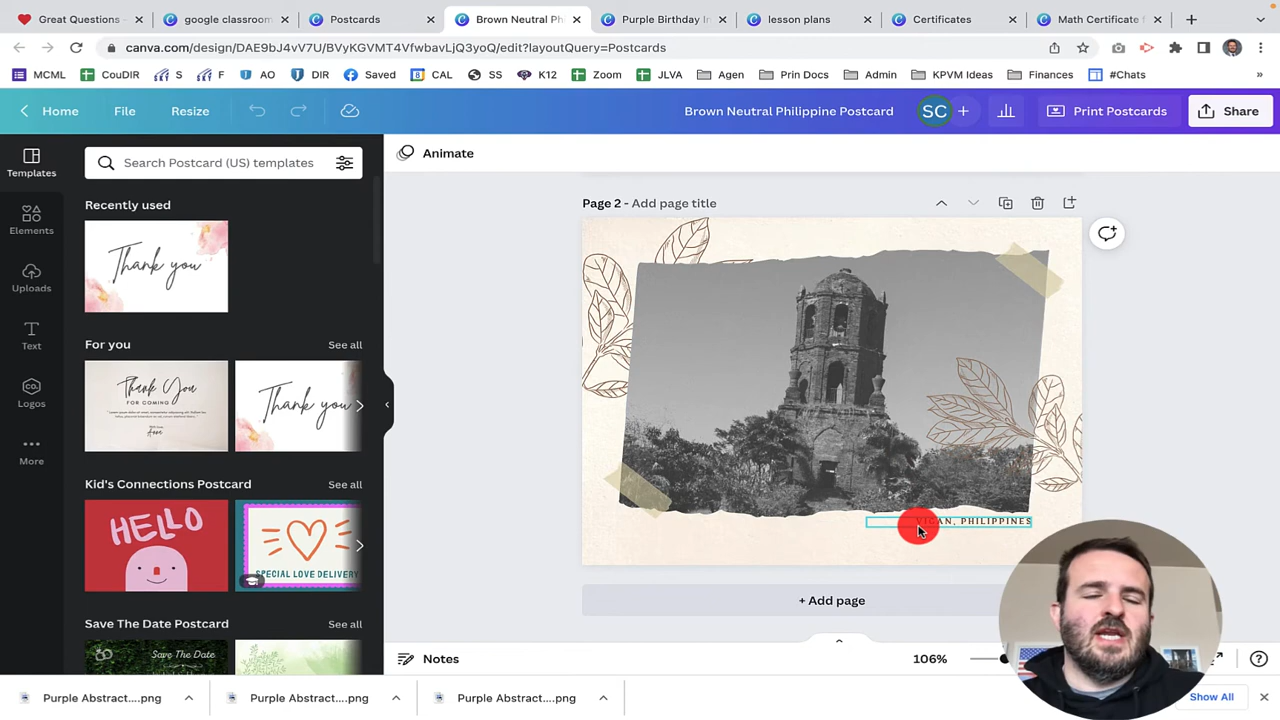 Great Questions –
google classroom
Postcards
Brown Neutral Ph
Purple Birthday In
lesson plans
Certificates
Math Certificate f
canva.com/design/DAE9bJ4vV7U/BVyKGVMT4VfwbavLjQ3yoQ/edit?layoutQuery=Postcards
MCML
CouDIR
S
F
AO
DIR
Saved
CAL
SS
K12
Zoom
JLVA
Agen
Prin Docs
Admin
KPVM Ideas
Finances
#Chats
»
Home
File
Resize
Brown Neutral Philippine Postcard
SC
Print Postcards
Share
Templates
Search Postcard (US) templates
Animate
Recently used
Page 2 - Add page title
Elements
Thank you
Uploads
Text
For you
See all
Thank You
FOR COMING
Thank you
Logos
More
Kid's Connections Postcard
See all
HELLO
SPECIAL LOVE DELIVERY
VIGAN, PHILIPPINES
+ Add page
Save The Date Postcard
See all
Save The Date
Notes
106%
Purple Abstract....png
Purple Abstract....png
Purple Abstract....png
Show All